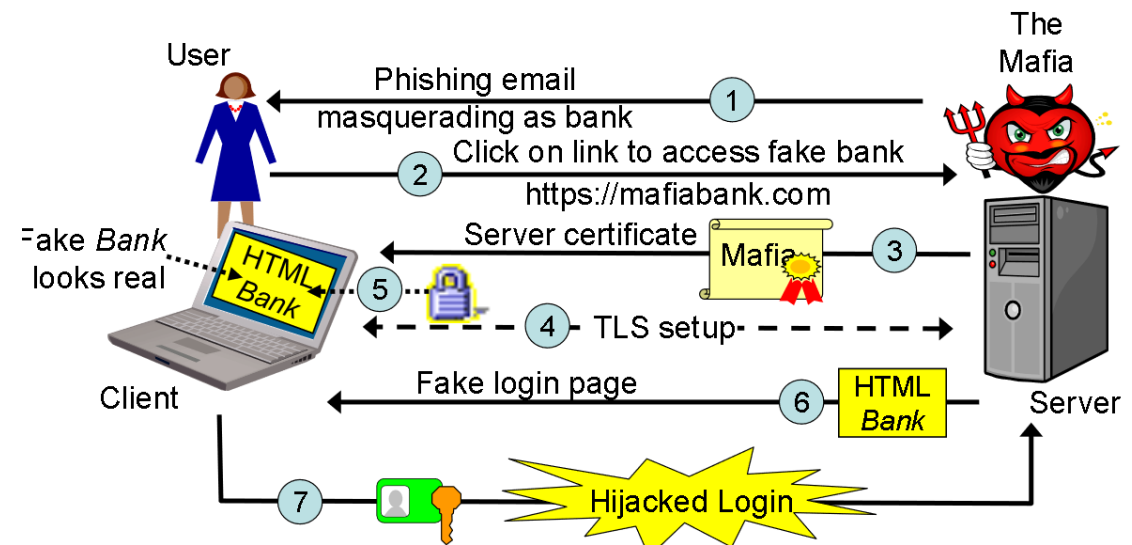 The
Mafia
User
Phishing email
1
masquerading as bank
Click on link to access fake bank
2
https://mafiabank.com
Server certificate
Mafia
3
Fake Bank
looks real
HTML
Bank
5
4
TLS setup
Client
Fake login page
6
HTML
Bank
Server
7
Hijacked Login